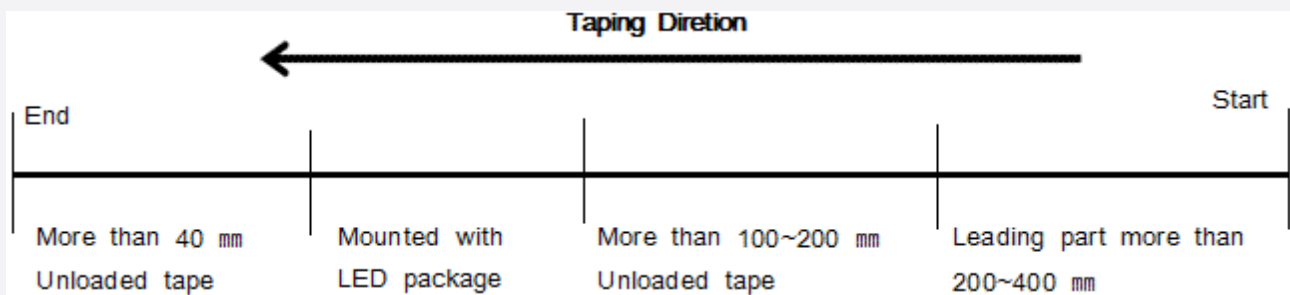 Taping Diretion
End
Start
More than 40 ㎜
Unloaded tape
Mounted with
LED package
More than 100~200 ㎜
Unloaded tape
Leading part more than
200~400 ㎜